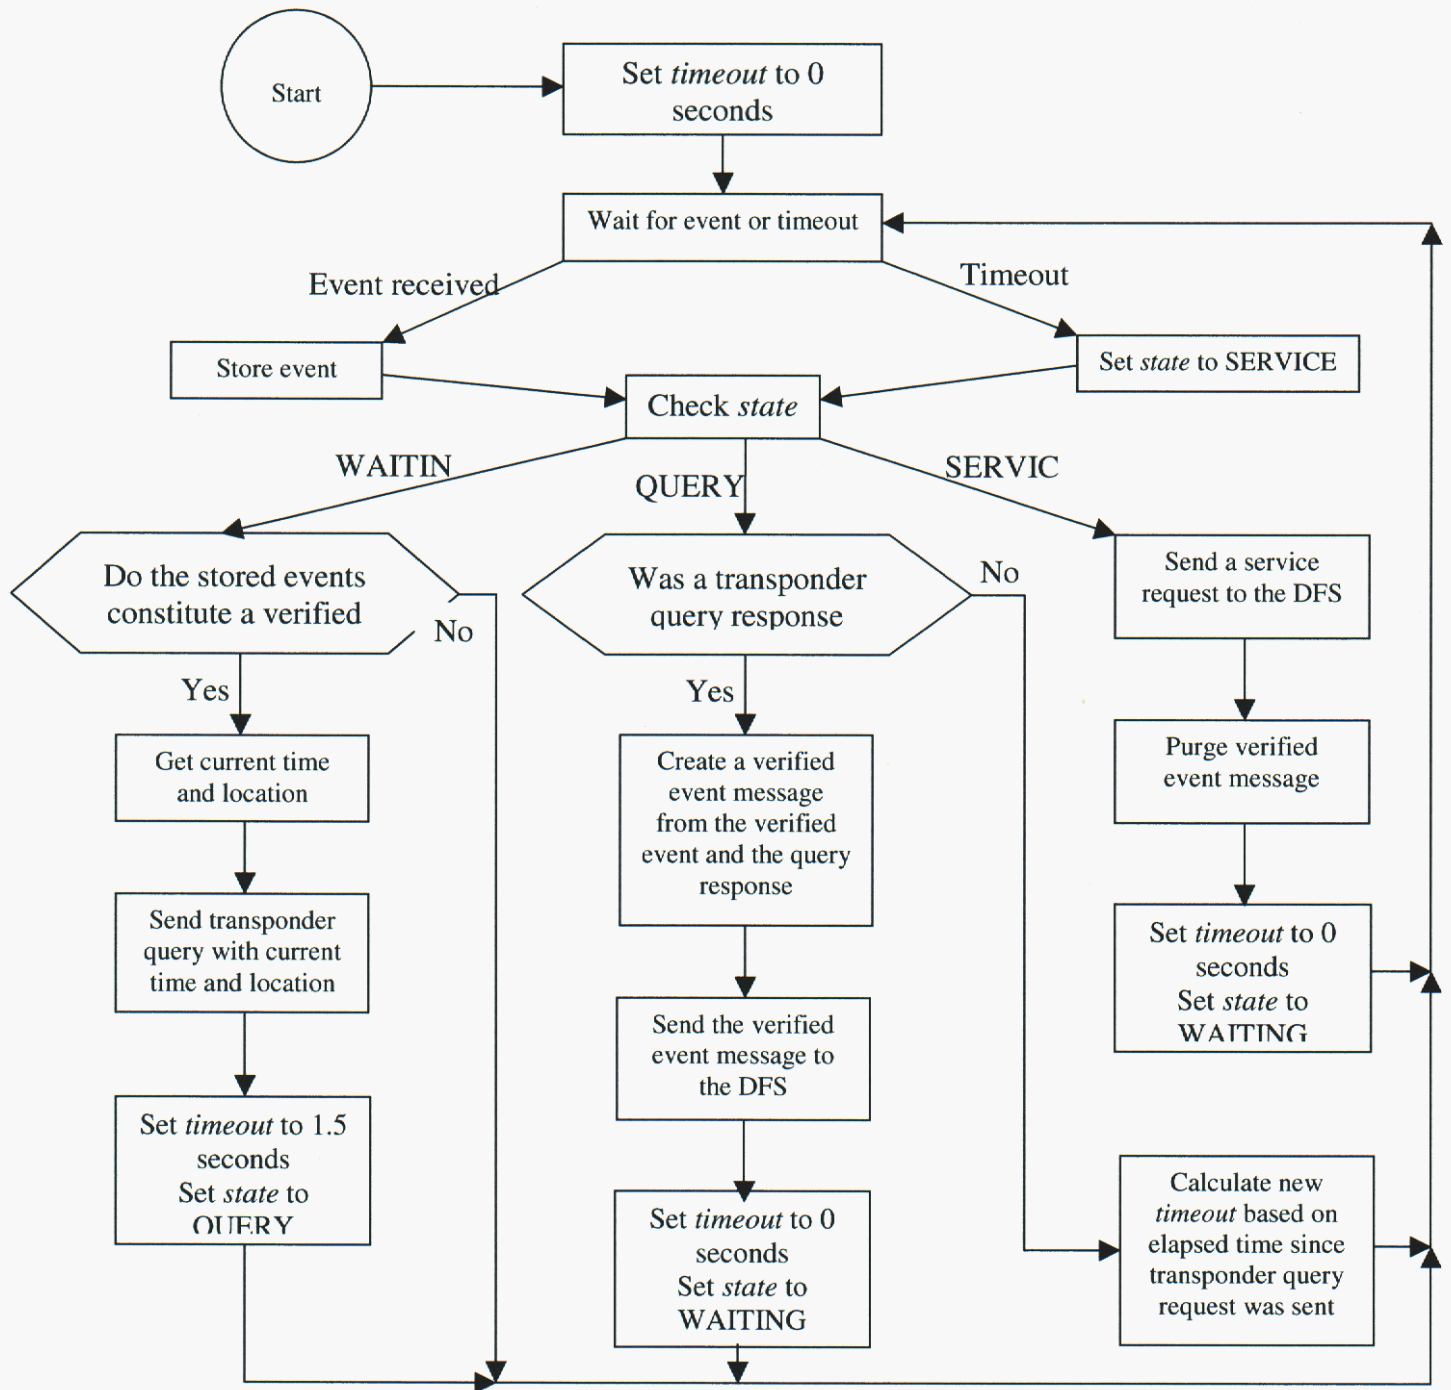 Start
Set timeout to 0
seconds
Wait for event or timeout
Event received
Timeout
Store event
Set state to SERVICE
Check state
WAITIN
QUERY
SERVIC
Do the stored events
constitute a verified
No
Was a transponder
query response
No
Send a service
request to the DFS
Yes
Yes
Get current time
and location
Create a verified
event message
from the verified
event and the query
response
Purge verified
event message
Send transponder
query with current
time and location
Set timeout to 0
seconds
Set state to
WAITING
Send the verified
event message to
the DFS
Set timeout to 1.5
seconds
Set state to
QUERY
Set timeout to 0
seconds
Set state to
WAITING
Calculate new
timeout based on
elapsed time since
transponder query
request was sent